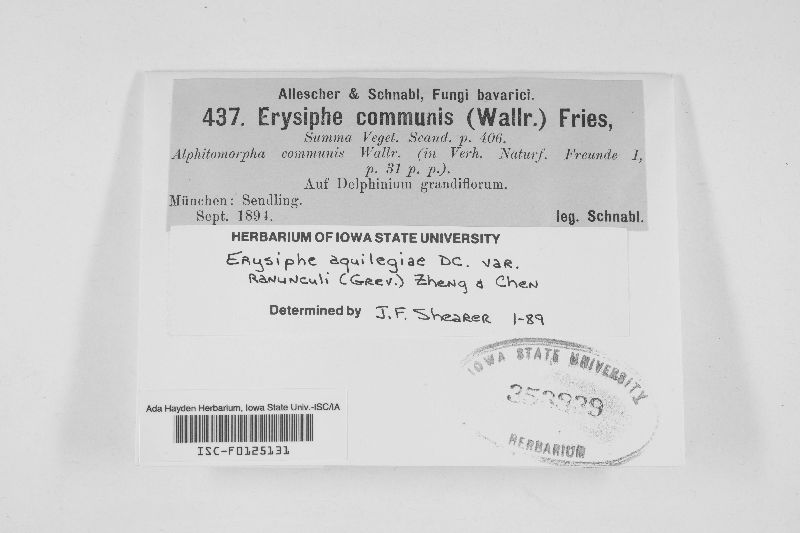 Allescher & Schnabl, Fungi bavarici.
437. Erysiphe communis (Wallr.) Fries,
Summa Veget. Scand. p. 406.
Alphitomorpha communis Wallr. (in Verh. Naturf. Freunde I,
p. 31 p. p.).
Auf Delphinium grandiflorum.
München: Sendling.
Sept. 1894.
leg. Schnabl.
HERBARIUM OF IOWA STATE UNIVERSITY
Erysiphe aquilegiae DC. var.
ranunculi (Grev.) Zheng & Chen
Determined by J.F. Shearer 1-89
IOWA STATE UNIVERSITY
HERBARIUM
Ada Hayden Herbarium, Iowa State Univ.-ISC/IA
ISC-F0125131